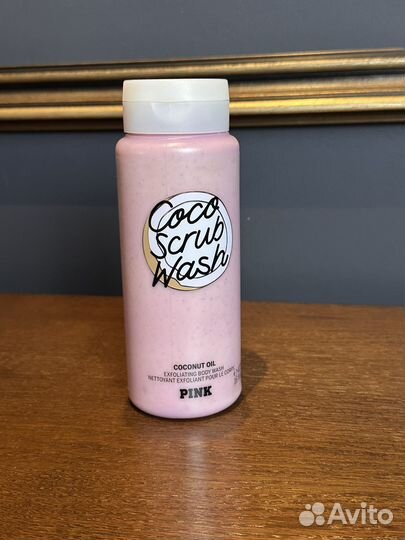 Coco
Scrub
Wash
COCONUT OIL
EXFOLIATING BODY WASH
NETTOYANT EXFOLIANT POUR LE CORPS
PINK
Avito